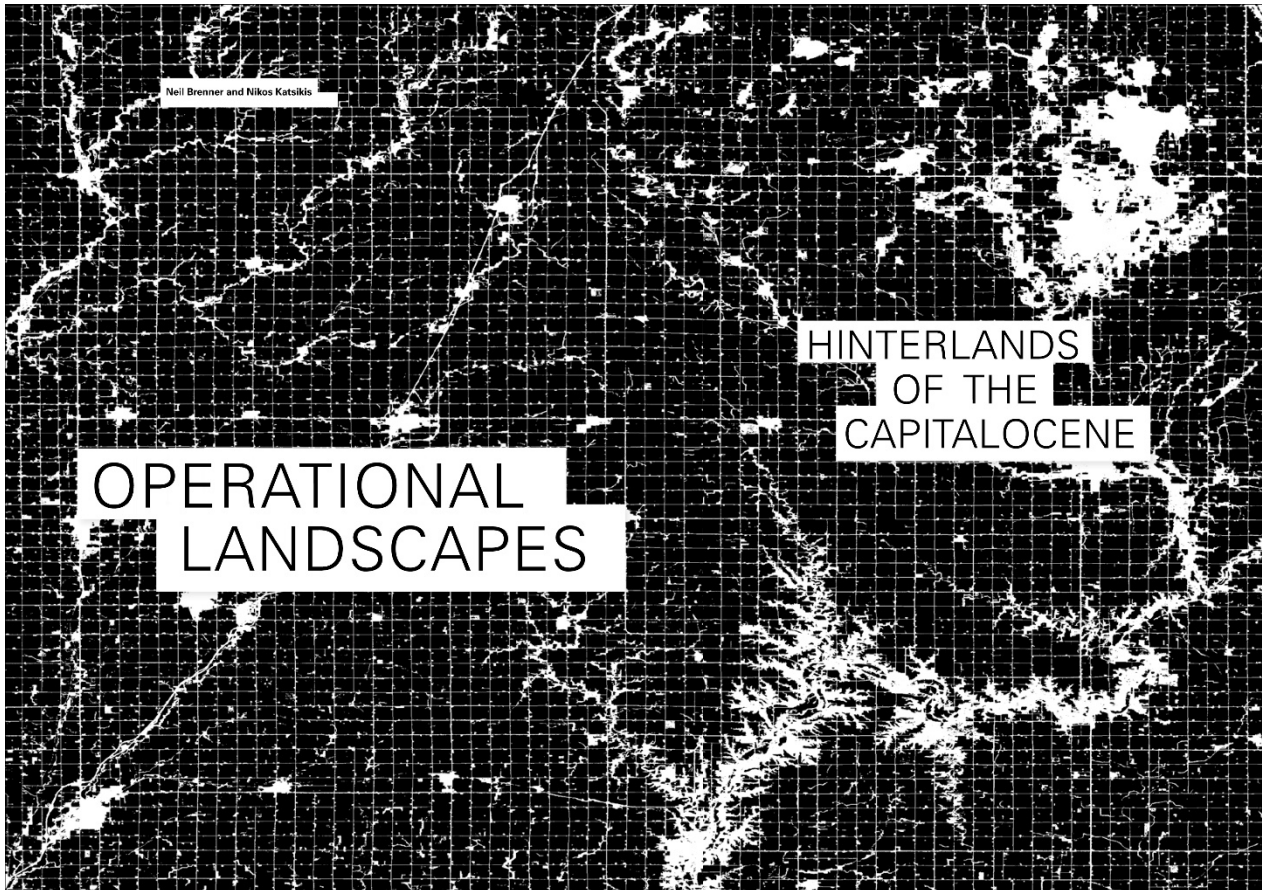 Neil Brenner and Nikos Katsikis
OPERATIONAL
LANDSCAPES
HINTERLANDS
OF THE
CAPITALOCENE